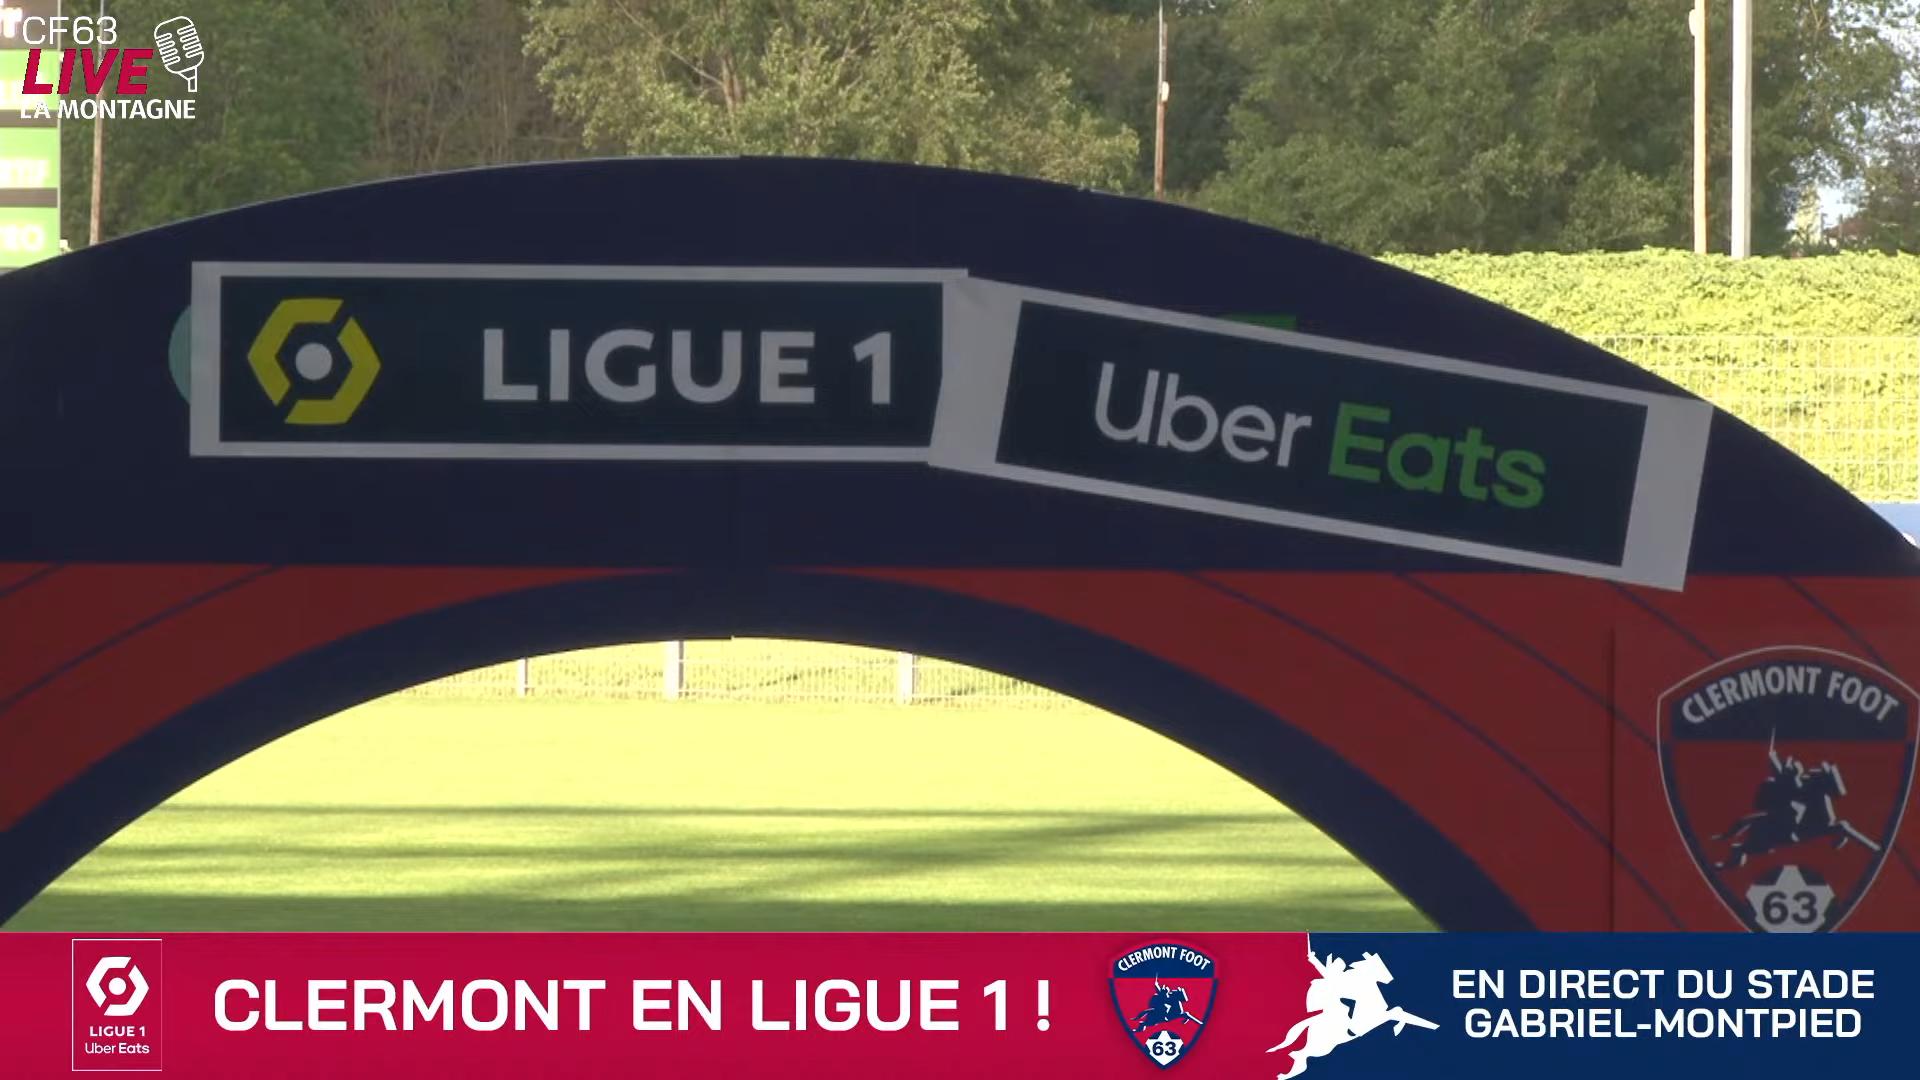 CF63
LIVE
LA MONTAGNE
LIGUE 1
Uber Eats
CLERMONT FOOT
63
LIGUE 1
Uber Eats
CLERMONT EN LIGUE 1 !
CLERMONT FOOT
63
EN DIRECT DU STADE
GABRIEL-MONTPIED